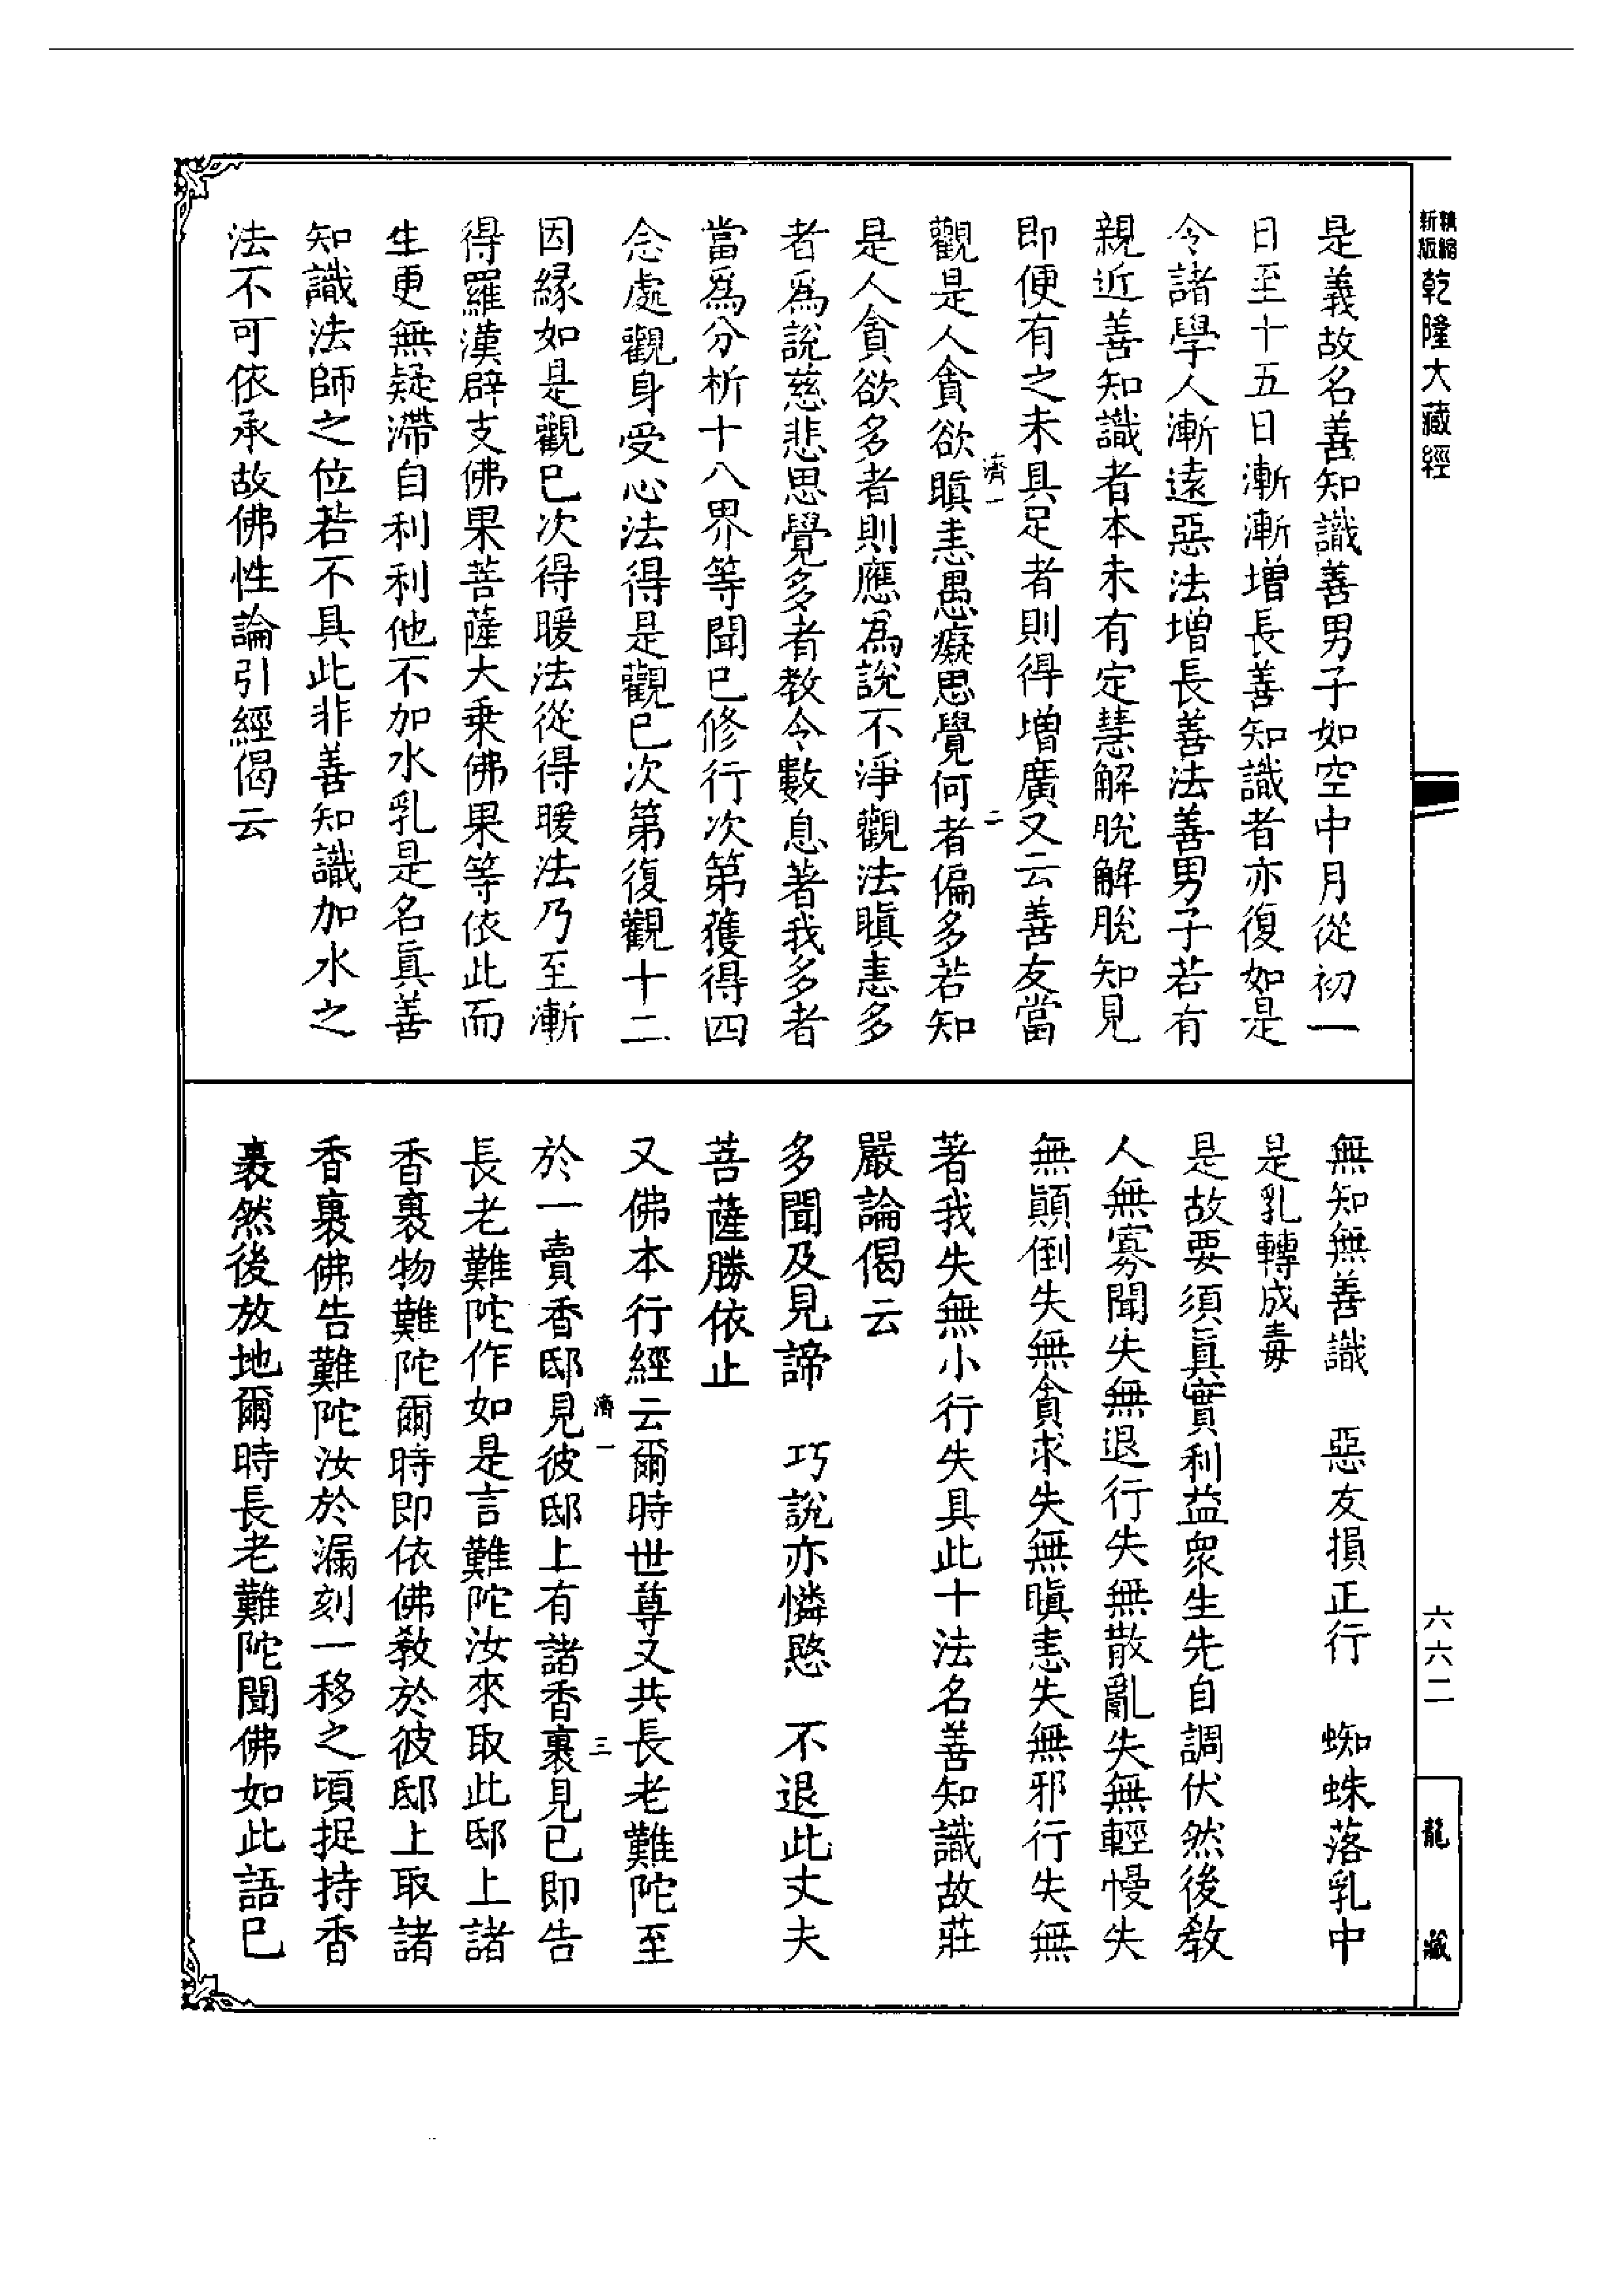 精縮新版乾隆大藏經
是義故名善知識善男子如空中月從初一
日至十五日漸漸增長善知識者亦復如是
令諸學人漸遠惡法增長善法善男子若有
親近善知識者本未有定慧解脫解脫知見
即便有之未具足者則得增廣又云善友當
濟一 二
觀是人貪欲瞋恚愚癡思覺何者偏多若知
是人貪欲多者則應爲說不淨觀法瞋恚多
者爲說慈悲思覺多者教令數息著我多者
當爲分析十八界等聞已修行次第獲得四
念處觀身受心法得是觀已次第復觀十二
因緣如是觀已次得暖法從得暖法乃至漸
得羅漢辟支佛果菩薩大乘佛果等依此而
生更無疑滯自利利他不加水乳是名眞善
知識法師之位若不具此非善知識加水之
法不可依承故佛性論引經偈云
無知無善識　惡友損正行　蜘蛛落乳中
是乳轉成毒
是故要須眞實利益衆生先自調伏然後教
人無寡聞失無退行失無散亂失無輕慢失
無顚倒失無貪求失無瞋恚失無邪行失無
著我失無小行失具此十法名善知識故莊
嚴論偈云
多聞及見諦　巧說亦憐愍　不退此丈夫
菩薩勝依止
又佛本行經云爾時世尊又共長老難陀至
濟一 三
於一賣香邸見彼邸上有諸香裹見已即告
長老難陀作如是言難陀汝來取此邸上諸
香裹物難陀爾時即依佛教於彼邸上取諸
香裹佛告難陀汝於漏刻一移之頃捉持香
裹然後放地爾時長老難陀聞佛如此語已
六六二
龍藏